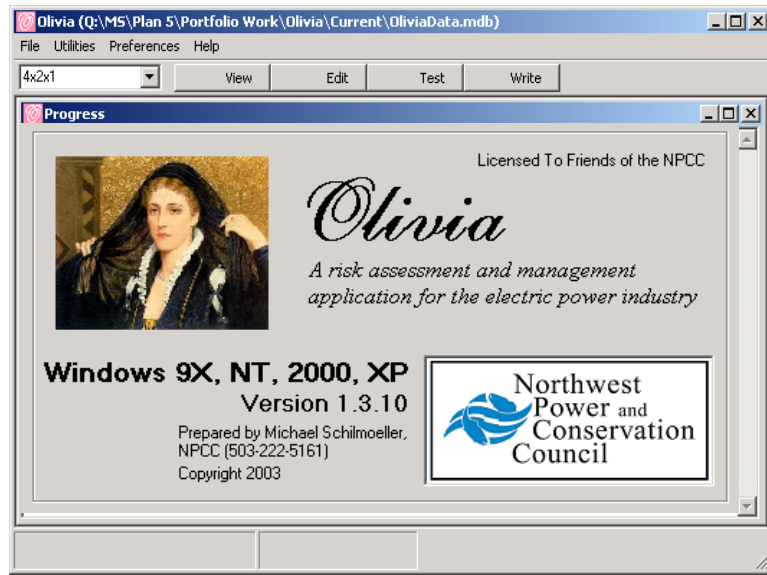 Olivia (Q:\MS\Plan 5\Portfolio Work\Olivia\Current\OliviaData.mdb)
File Utilities Preferences Help
4x2x1 View Edit Test Write
Progress
Licensed To Friends of the NPCC
Olivia
A risk assessment and management
application for the electric power industry
Windows 9X, NT, 2000, XP
Version 1.3.10
Prepared by Michael Schilmoeller,
NPCC (503-222-5161)
Copyright 2003
Northwest
Power and
Conservation
Council